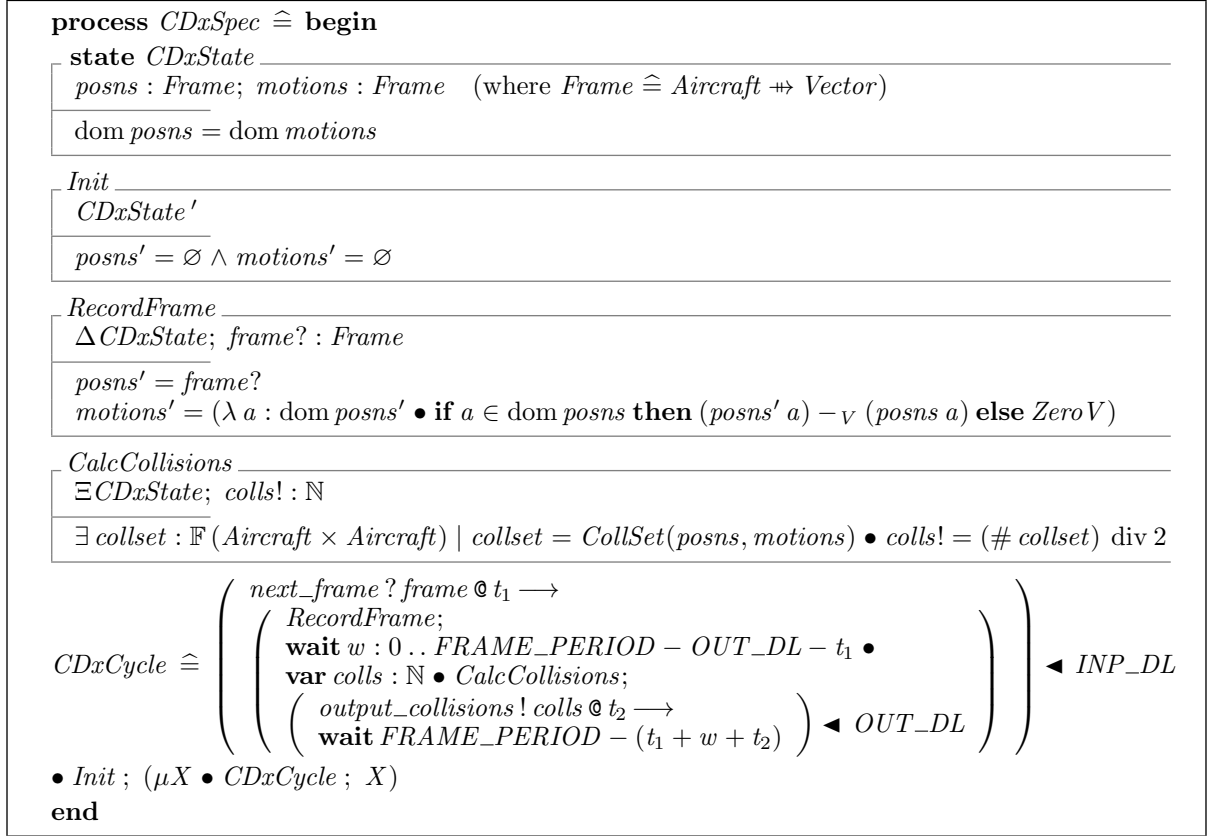 process CDxSpec ≙ begin
state CDxState
posns : Frame; motions : Frame (where Frame ≙ Aircraft ⇻ Vector)
dom posns = dom motions
Init
CDxState ′
posns′ = ∅ ∧ motions′ = ∅
RecordFrame
ΔCDxState; frame? : Frame
posns′ = frame?
motions′ = (λ a : dom posns′ • if a ∈ dom posns then (posns′ a) −V (posns a) else ZeroV)
CalcCollisions
ΞCDxState; colls! : ℕ
∃ collset : 𝔽 (Aircraft × Aircraft) | collset = CollSet(posns, motions) • colls! = (# collset) div 2
CDxCycle ≙ ( next_frame ? frame @ t₁ ⟶
( RecordFrame;
wait w : 0 .. FRAME_PERIOD − OUT_DL − t₁ •
var colls : ℕ • CalcCollisions;
( output_collisions ! colls @ t₂ ⟶
wait FRAME_PERIOD − (t₁ + w + t₂) ) ◄ OUT_DL ) ) ◄ INP_DL
• Init ; (μX • CDxCycle ; X)
end